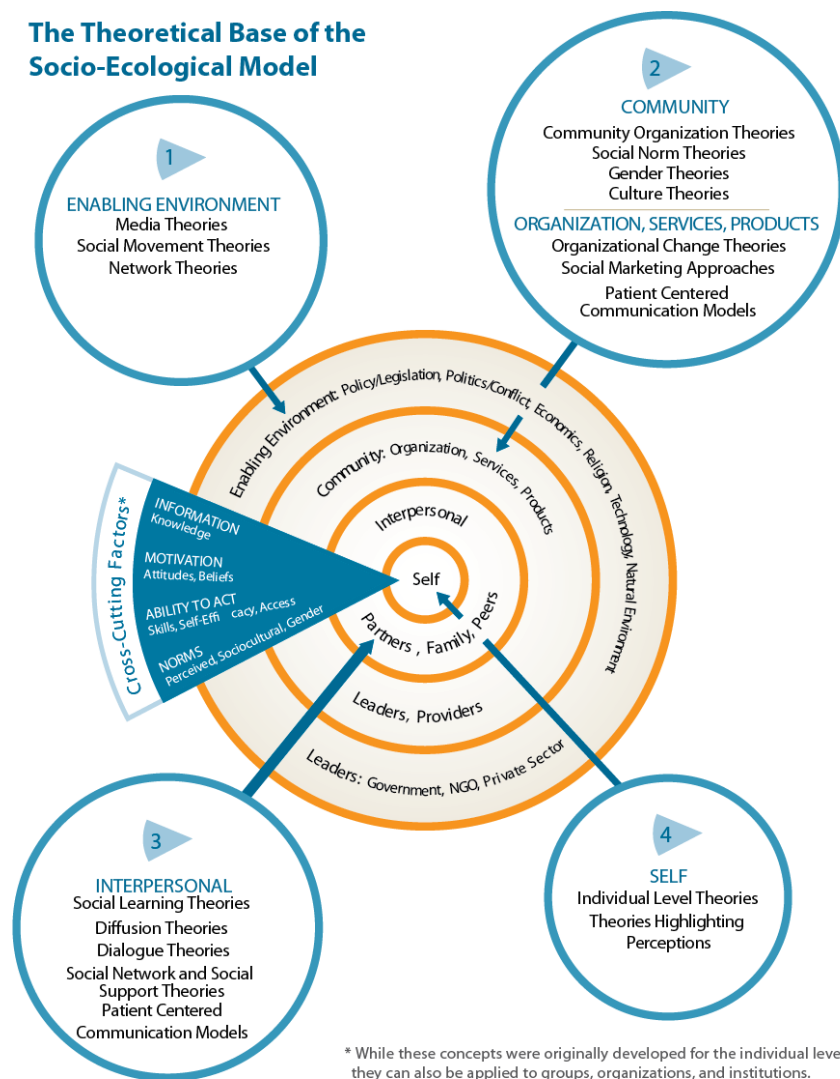 The Theoretical Base of the
Socio-Ecological Model
1
ENABLING ENVIRONMENT
Media Theories
Social Movement Theories
Network Theories
2
COMMUNITY
Community Organization Theories
Social Norm Theories
Gender Theories
Culture Theories
ORGANIZATION, SERVICES, PRODUCTS
Organizational Change Theories
Social Marketing Approaches
Patient Centered
Communication Models
Enabling Environment: Policy/Legislation, Politics/Conflict, Economics, Religion, Technology, Natural Environment
Community: Organization, Services, Products
Interpersonal
Self
Partners , Family, Peers
Leaders, Providers
Leaders: Government, NGO, Private Sector
Cross-Cutting Factors*
INFORMATION
Knowledge
MOTIVATION
Attitudes, Beliefs
ABILITY TO ACT
Skills, Self-Effi cacy, Access
NORMS
Perceived, Sociocultural, Gender
3
INTERPERSONAL
Social Learning Theories
Diffusion Theories
Dialogue Theories
Social Network and Social
Support Theories
Patient Centered
Communication Models
4
SELF
Individual Level Theories
Theories Highlighting
Perceptions
* While these concepts were originally developed for the individual leve
they can also be applied to groups, organizations, and institutions.